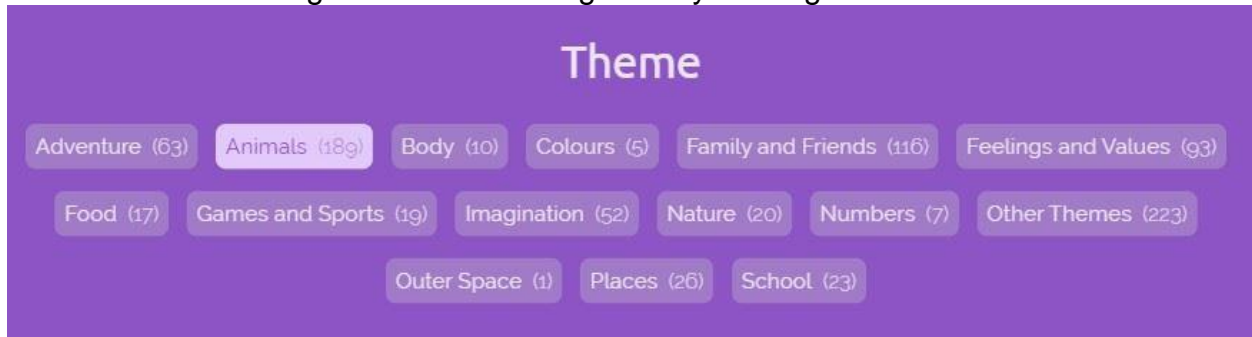 Theme
Adventure (63) Animals (189) Body (10) Colours (5) Family and Friends (116) Feelings and Values (93)
Food (17) Games and Sports (19) Imagination (52) Nature (20) Numbers (7) Other Themes (223)
Outer Space (1) Places (26) School (23)